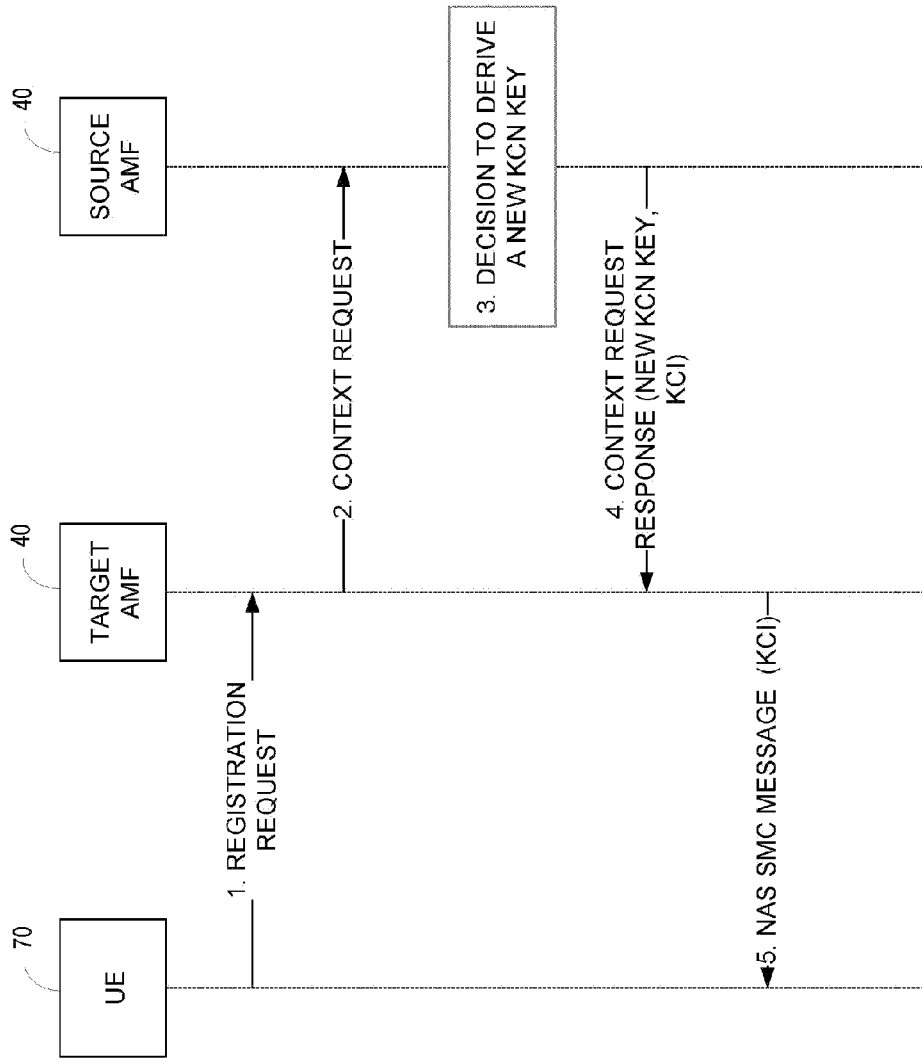 70
UE
40
TARGET
AMF
40
SOURCE
AMF
1. REGISTRATION
REQUEST
2. CONTEXT REQUEST
3. DECISION TO DERIVE
A NEW KCN KEY
4. CONTEXT REQUEST
RESPONSE (NEW KCN KEY,
KCI)
5. NAS SMC MESSAGE (KCI)